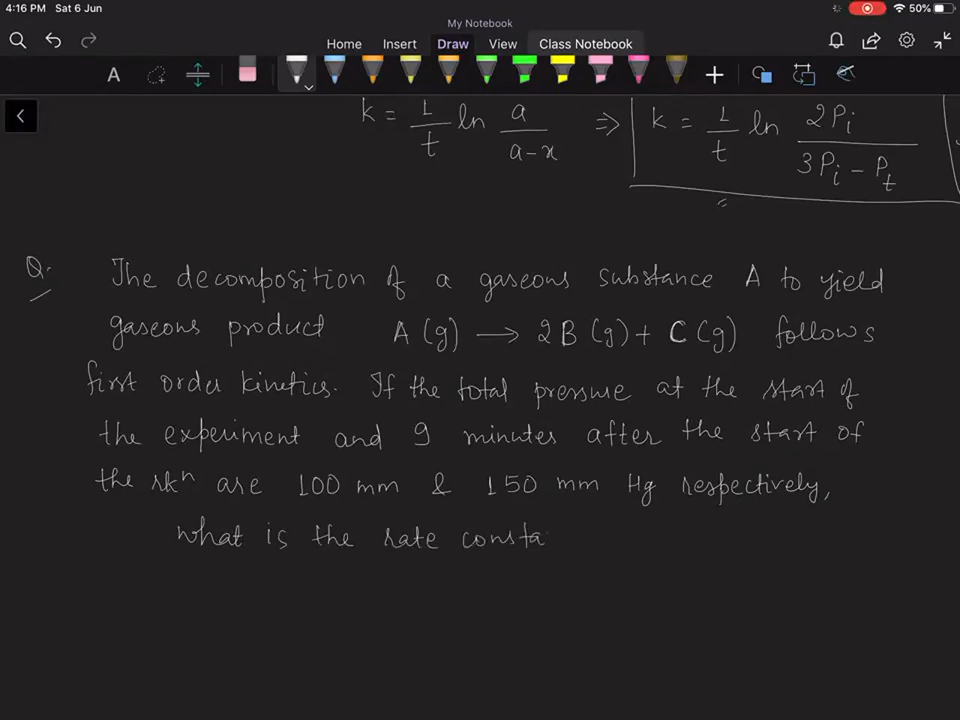 4:16 PM Sat 6 Jun
50%
My Notebook
Home Insert Draw View Class Notebook
A
k = 1/t ln a/(a-x) ⇒ k = 1/t ln 2Pi/(3Pi - Pt)
Q. The decomposition of a gaseous substance A to yield
gaseous product A (g) ⟶ 2B (g) + C (g) follows
first order kinetics. If the total pressure at the start of
the experiment and 9 minutes after the start of
the rkⁿ are 100 mm & 150 mm Hg respectively,
what is the rate consta